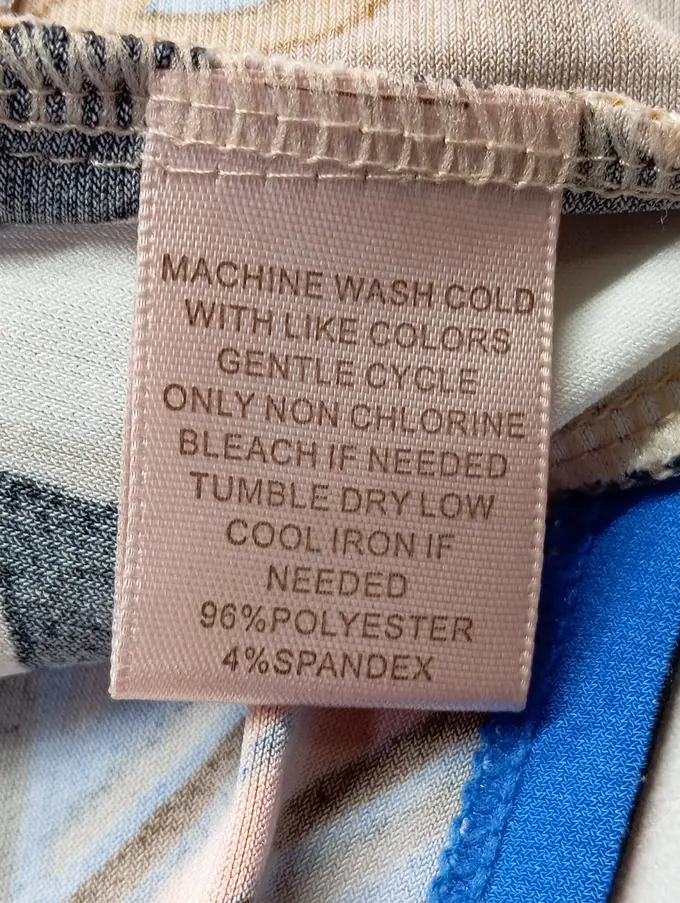 MACHINE WASH COLD
WITH LIKE COLORS
GENTLE CYCLE
ONLY NON CHLORINE
BLEACH IF NEEDED
TUMBLE DRY LOW
COOL IRON IF
NEEDED
96%POLYESTER
4%SPANDEX